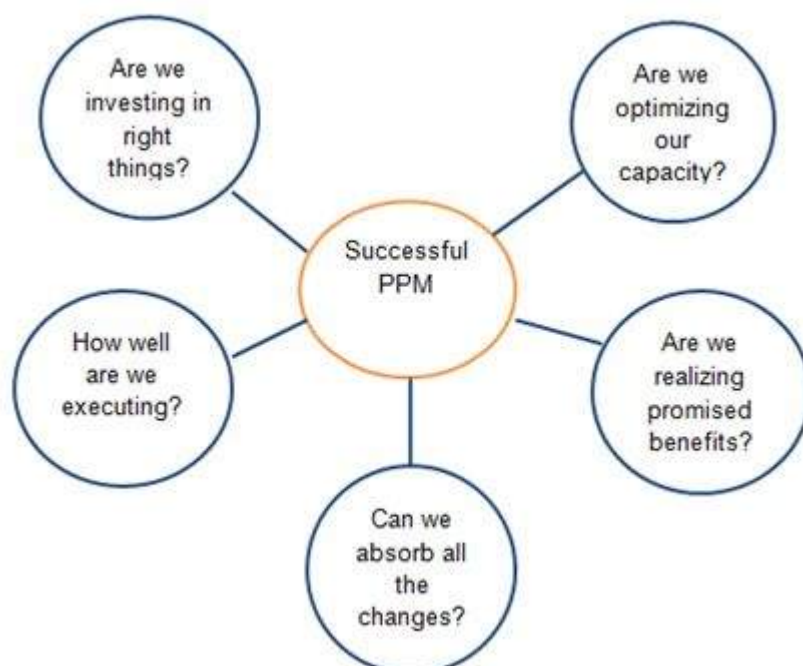 Are we
investing in
right
things?
Are we
optimizing
our
capacity?
Successful
PPM
How well
are we
executing?
Are we
realizing
promised
benefits?
Can we
absorb all
the
changes?